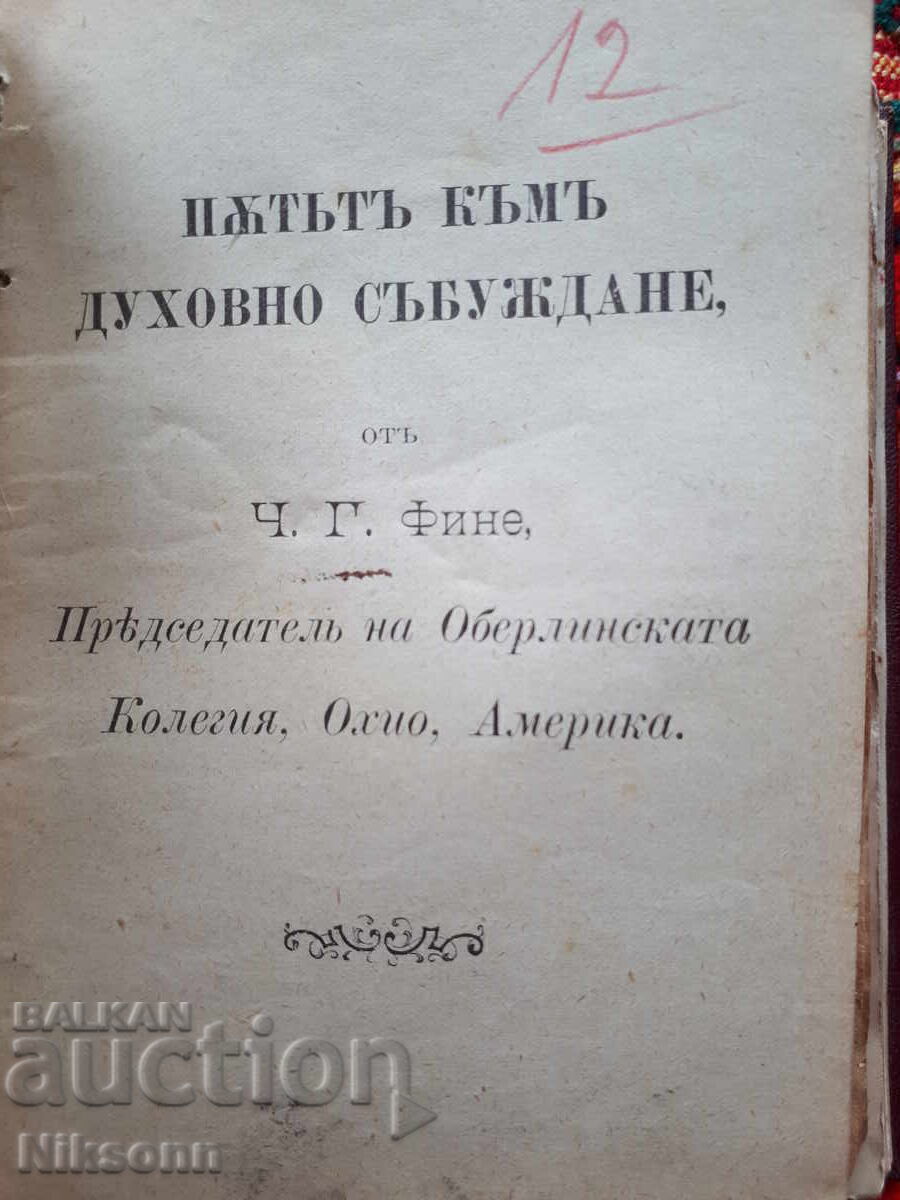 12
ПѪТЬТЪ КЪМЪ
ДУХОВНО СЪБУЖДАНЕ,
отъ
Ч. Г. Фине,
Прѣдседатель на Оберлинската
Колегия, Охио, Америка.
BALKAN
auction
Niksonn